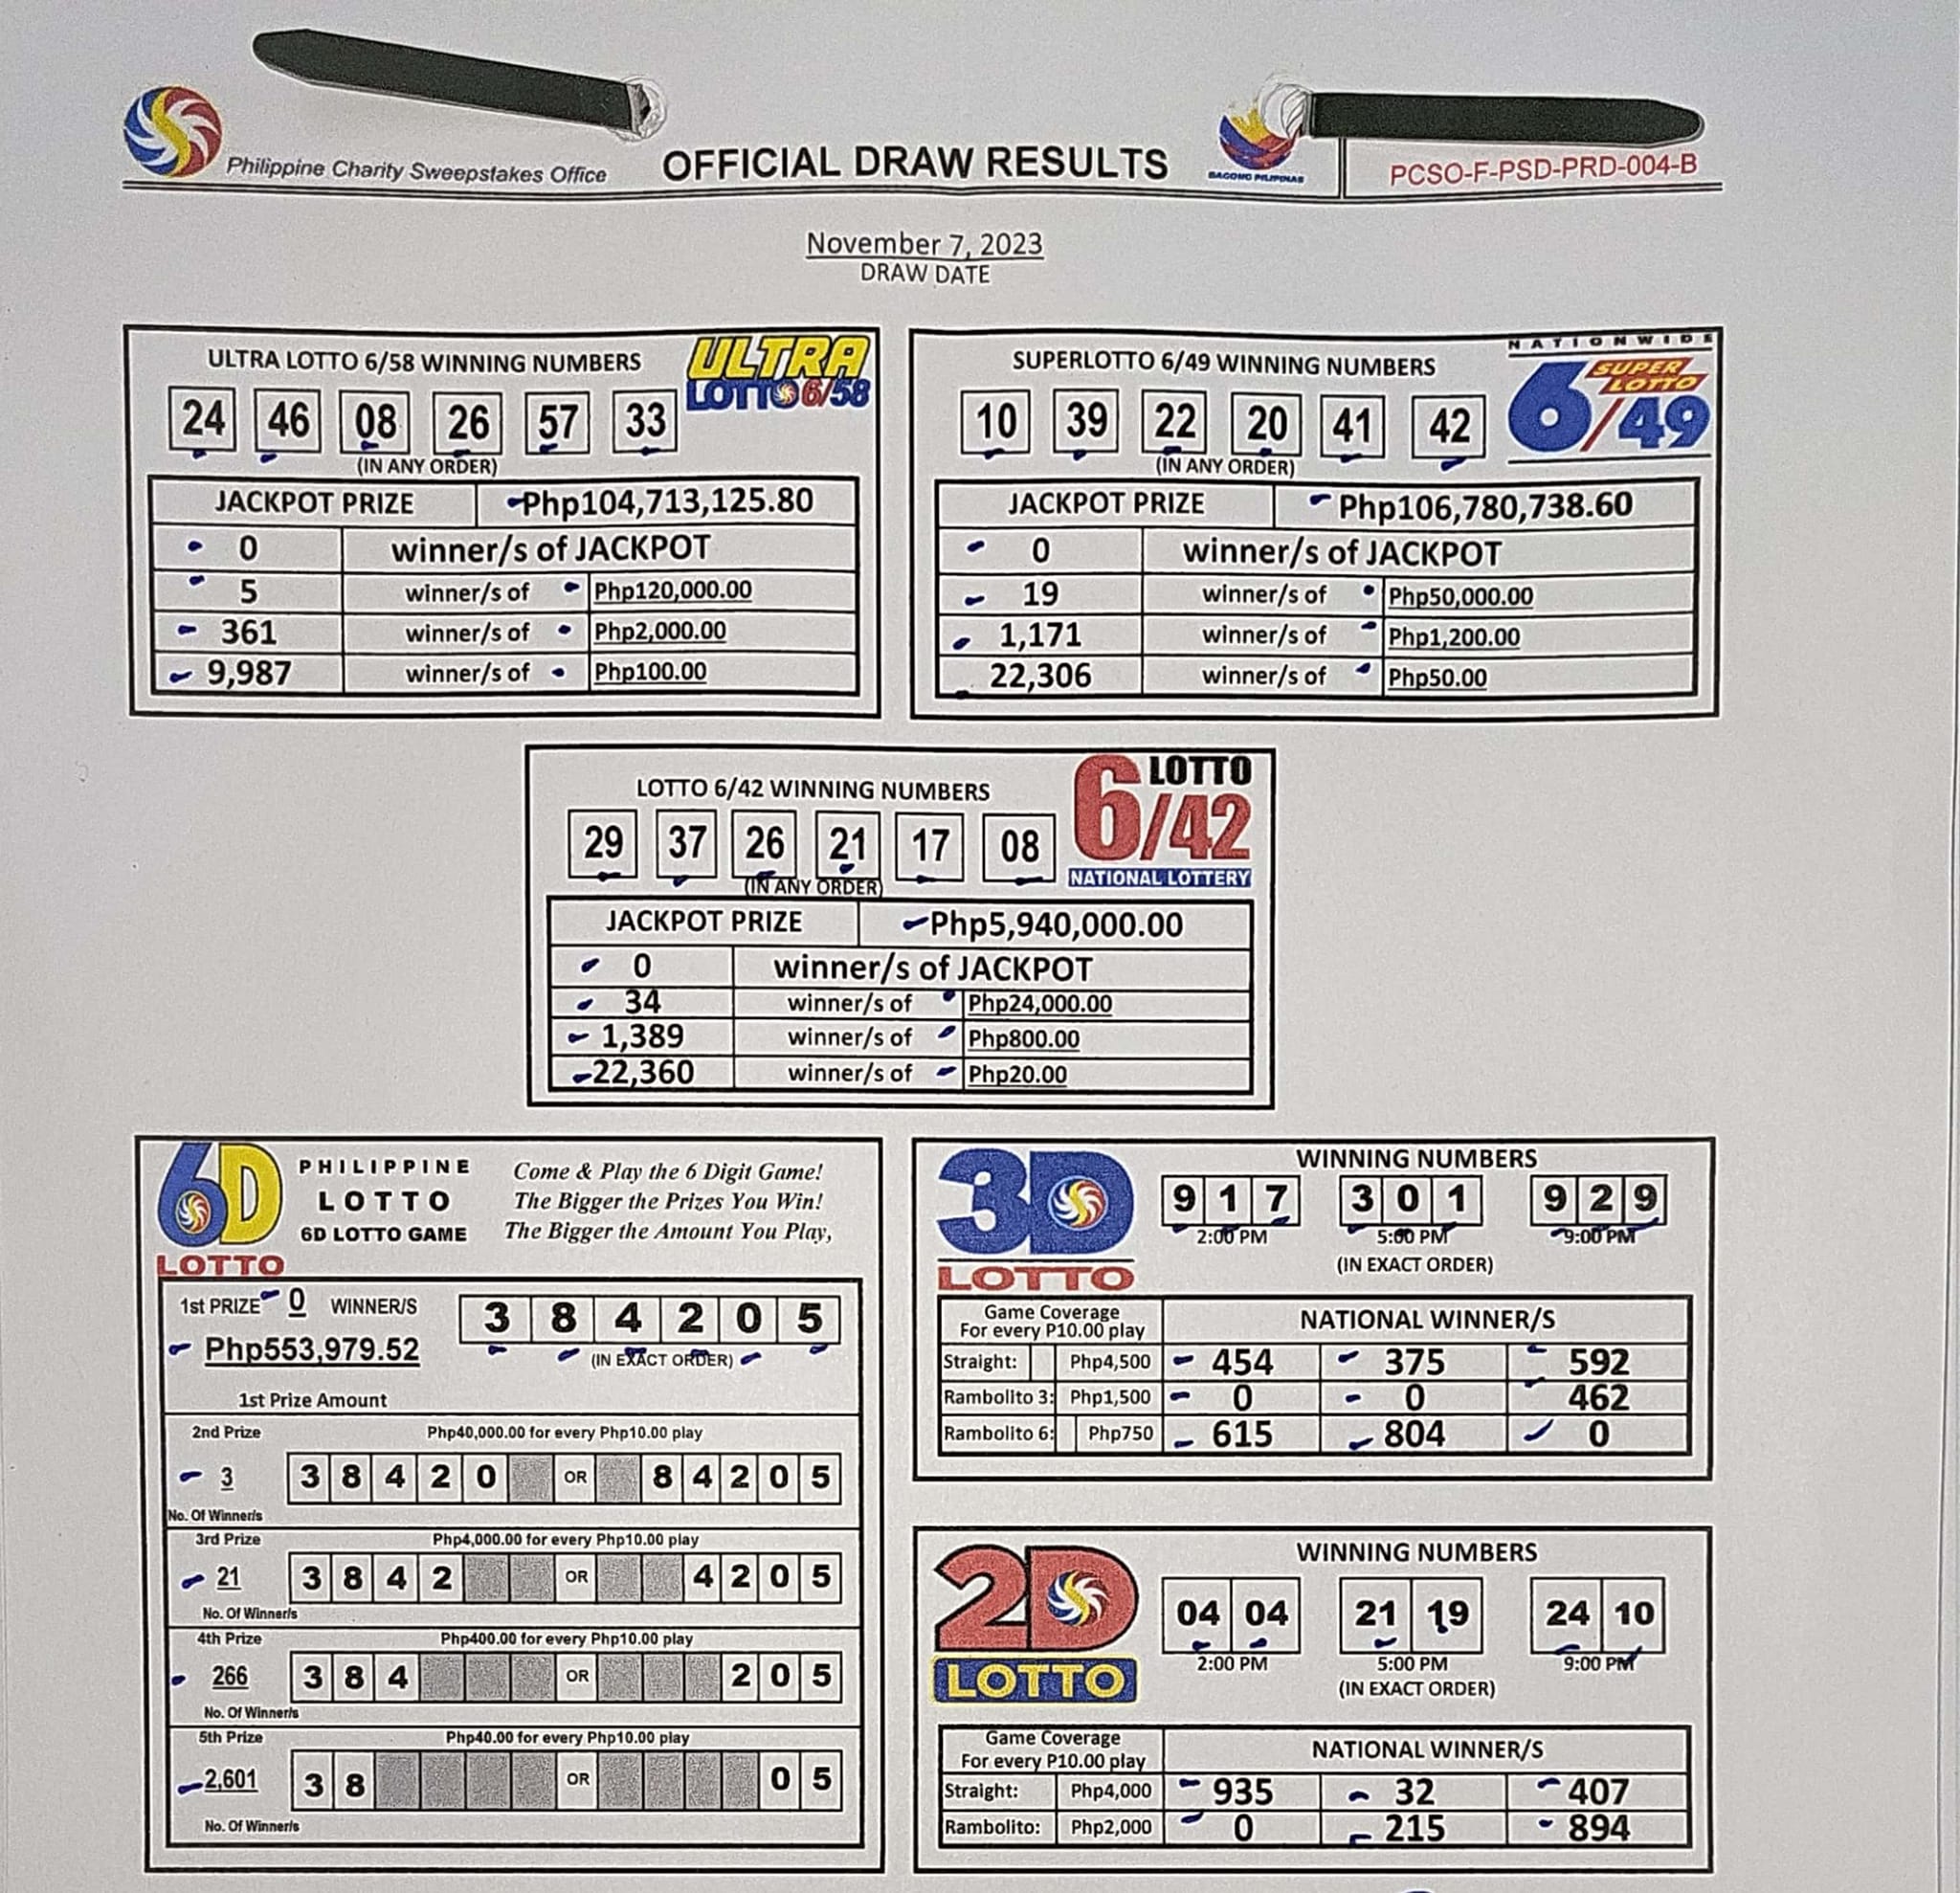 Philippine Charity Sweepstakes Office
OFFICIAL DRAW RESULTS
BAGONG PILIPINAS
PCSO-F-PSD-PRD-004-B
November 7, 2023
DRAW DATE
ULTRA LOTTO 6/58 WINNING NUMBERS
ULTRA
LOTTO 6/58
24 46 08 26 57 33
(IN ANY ORDER)
JACKPOT PRIZE Php104,713,125.80
0 winner/s of JACKPOT
5 winner/s of Php120,000.00
361 winner/s of Php2,000.00
9,987 winner/s of Php100.00
SUPERLOTTO 6/49 WINNING NUMBERS
NATIONWIDE
SUPER
LOTTO
6/49
10 39 22 20 41 42
(IN ANY ORDER)
JACKPOT PRIZE Php106,780,738.60
0 winner/s of JACKPOT
19 winner/s of Php50,000.00
1,171 winner/s of Php1,200.00
22,306 winner/s of Php50.00
LOTTO 6/42 WINNING NUMBERS
LOTTO
6/42
NATIONAL LOTTERY
29 37 26 21 17 08
(IN ANY ORDER)
JACKPOT PRIZE Php5,940,000.00
0 winner/s of JACKPOT
34 winner/s of Php24,000.00
1,389 winner/s of Php800.00
22,360 winner/s of Php20.00
6D
LOTTO
PHILIPPINE
LOTTO
6D LOTTO GAME
Come & Play the 6 Digit Game!
The Bigger the Prizes You Win!
The Bigger the Amount You Play,
1st PRIZE 0 WINNER/S
3 8 4 2 0 5
Php553,979.52
(IN EXACT ORDER)
1st Prize Amount
2nd Prize Php40,000.00 for every Php10.00 play
3 3 8 4 2 0 OR 8 4 2 0 5
No. Of Winner/s
3rd Prize Php4,000.00 for every Php10.00 play
21 3 8 4 2 OR 4 2 0 5
No. Of Winner/s
4th Prize Php400.00 for every Php10.00 play
266 3 8 4 OR 2 0 5
No. Of Winner/s
5th Prize Php40.00 for every Php10.00 play
2,601 3 8 OR 0 5
No. Of Winner/s
3D
LOTTO
WINNING NUMBERS
9 1 7 3 0 1 9 2 9
2:00 PM 5:00 PM 9:00 PM
(IN EXACT ORDER)
Game Coverage
For every P10.00 play
NATIONAL WINNER/S
Straight: Php4,500 454 375 592
Rambolito 3: Php1,500 0 0 462
Rambolito 6: Php750 615 804 0
2D
LOTTO
WINNING NUMBERS
04 04 21 19 24 10
2:00 PM 5:00 PM 9:00 PM
(IN EXACT ORDER)
Game Coverage
For every P10.00 play
NATIONAL WINNER/S
Straight: Php4,000 935 32 407
Rambolito: Php2,000 0 215 894